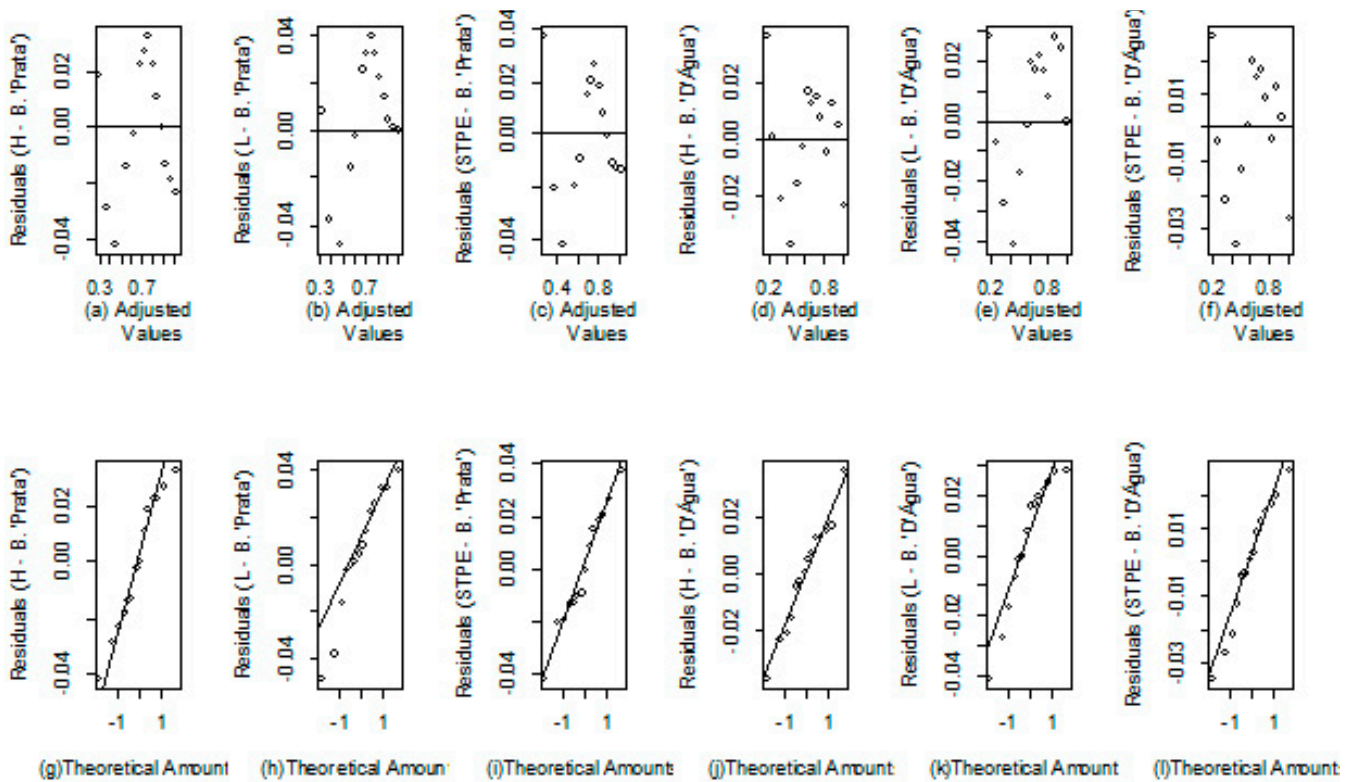 Residuals (H - B. 'Prata')
-0.04 0.00 0.02
0.3 0.7
(a) Adjusted
Values
Residuals (L - B. 'Prata')
-0.04 0.00 0.04
0.3 0.7
(b) Adjusted
Values
Residuals (STPE - B. 'Prata')
-0.04 0.00 0.02 0.04
0.4 0.8
(c) Adjusted
Values
Residuals (H - B. 'D'Água')
-0.02 0.00 0.02
0.2 0.8
(d) Adjusted
Values
Residuals (L - B. 'D'Água')
-0.04 -0.02 0.00 0.02
0.2 0.8
(e) Adjusted
Values
Residuals (STPE - B. 'D'Água')
-0.03 -0.01 0.01
0.2 0.8
(f) Adjusted
Values
Residuals (H - B. 'Prata')
-0.04 0.00 0.02
-1 1
(g)Theoretical Amount
Residuals (L - B. 'Prata')
-0.04 0.00 0.04
-1 1
(h)Theoretical Amount
Residuals (STPE - B. 'Prata')
-0.04 0.00 0.02 0.04
-1 1
(i)Theoretical Amounts
Residuals (H - B. 'D'Água')
-0.02 0.00 0.02
-1 1
(j)Theoretical Amount
Residuals (L - B. 'D'Água')
-0.04 -0.02 0.00 0.02
-1 1
(k)Theoretical Amount
Residuals (STPE - B. 'D'Água')
-0.03 -0.01 0.01
-1 1
(l)Theoretical Amount